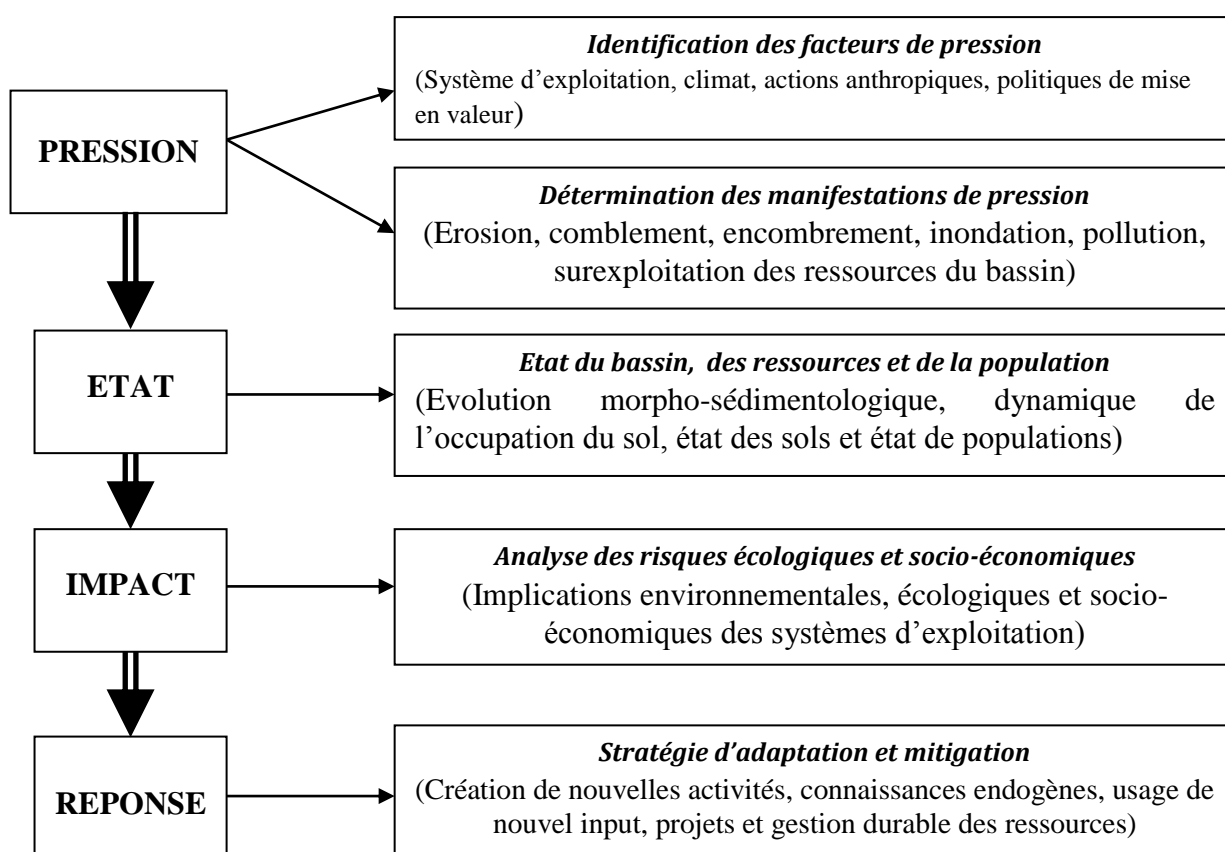 PRESSION
Identification des facteurs de pression
(Système d’exploitation, climat, actions anthropiques, politiques de mise
en valeur)
Détermination des manifestations de pression
(Erosion, comblement, encombrement, inondation, pollution,
surexploitation des ressources du bassin)
ETAT
Etat du bassin, des ressources et de la population
(Evolution morpho-sédimentologique, dynamique de
l’occupation du sol, état des sols et état de populations)
IMPACT
Analyse des risques écologiques et socio-économiques
(Implications environnementales, écologiques et socio-
économiques des systèmes d’exploitation)
REPONSE
Stratégie d’adaptation et mitigation
(Création de nouvelles activités, connaissances endogènes, usage de
nouvel input, projets et gestion durable des ressources)